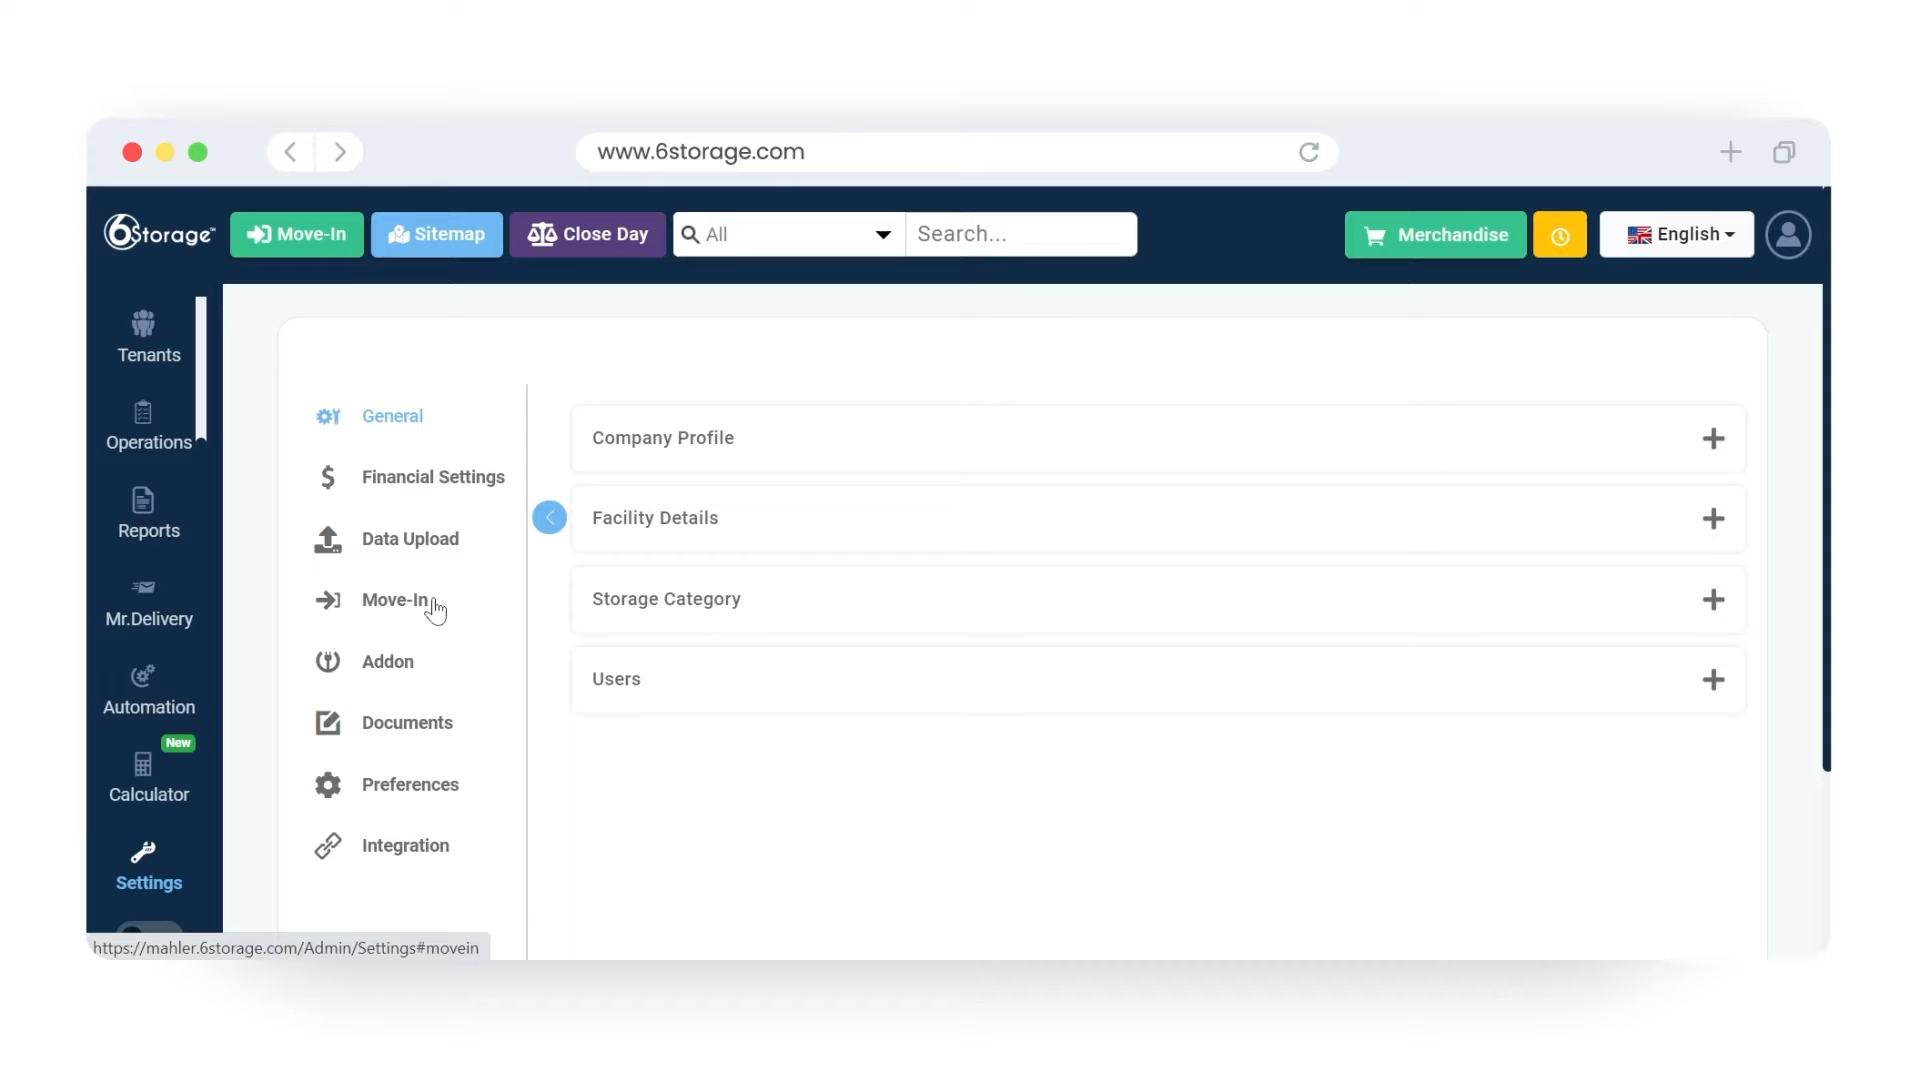 www.6storage.com
6Storage™
Move-In
Sitemap
Close Day
All
Search...
Merchandise
English
Tenants
Operations
Reports
Mr.Delivery
Automation
New
Calculator
Settings
General
Financial Settings
Data Upload
Move-In
Addon
Documents
Preferences
Integration
Company Profile
Facility Details
Storage Category
Users
https://mahler.6storage.com/Admin/Settings#movein